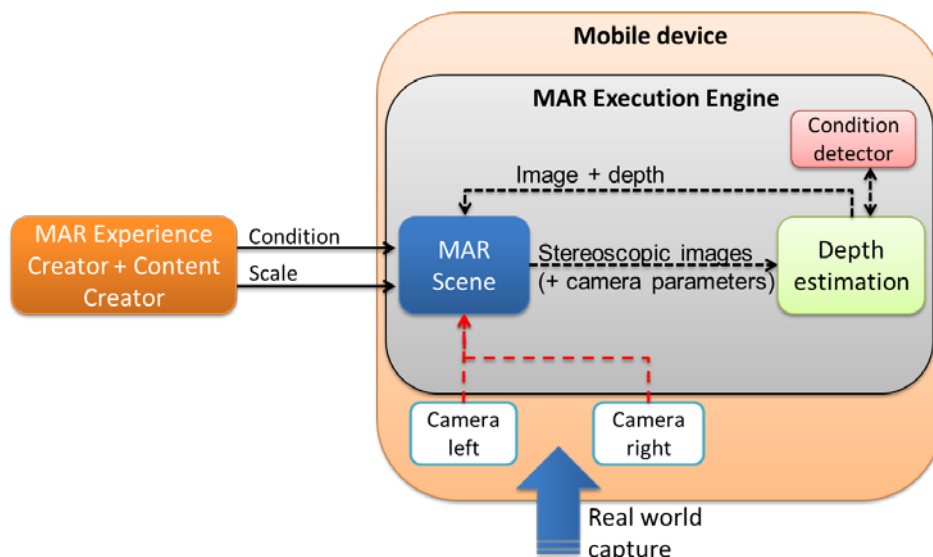 Mobile device
MAR Execution Engine
Condition
detector
Image + depth
MAR Experience
Creator + Content
Creator
Condition
Scale
MAR
Scene
Stereoscopic images
(+ camera parameters)
Depth
estimation
Camera
left
Camera
right
Real world
capture